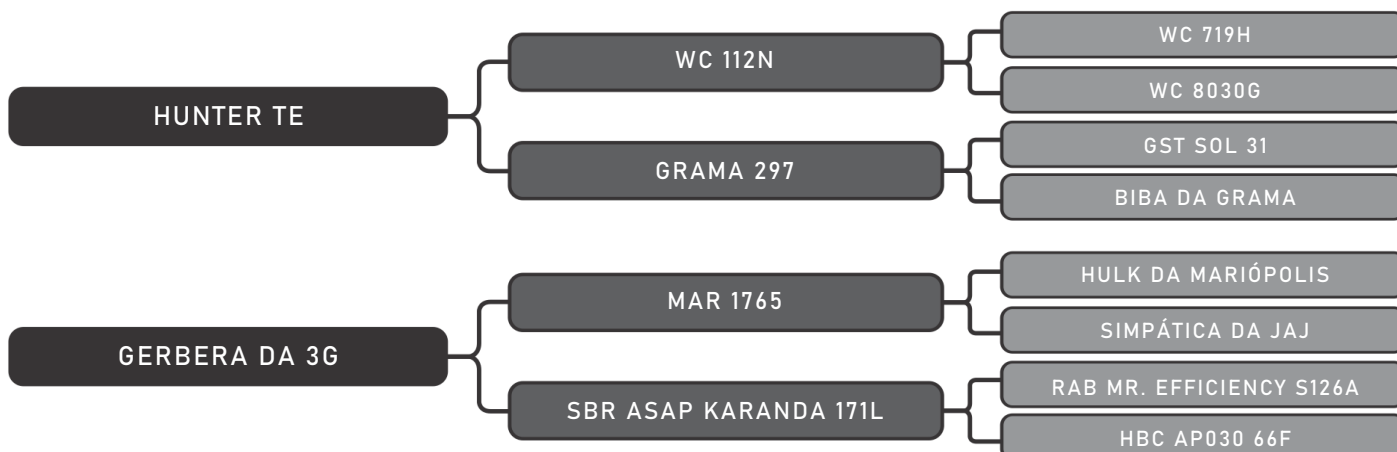 HUNTER TE
WC 112N
WC 719H
WC 8030G
GRAMA 297
GST SOL 31
BIBA DA GRAMA
GERBERA DA 3G
MAR 1765
HULK DA MARIÓPOLIS
SIMPÁTICA DA JAJ
SBR ASAP KARANDA 171L
RAB MR. EFFICIENCY S126A
HBC AP030 66F